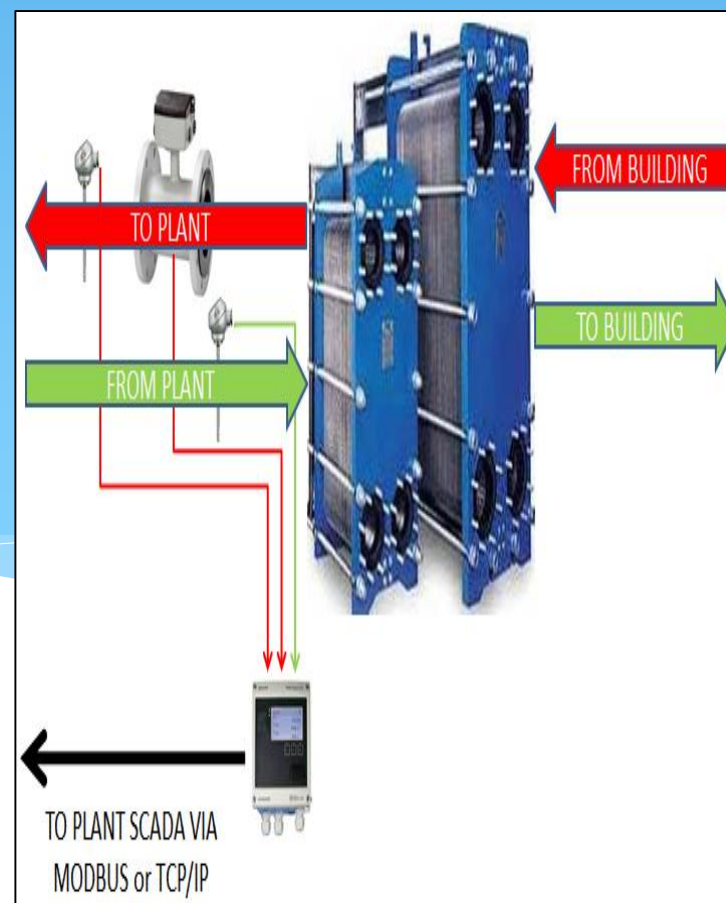 FROM BUILDING
TO PLANT
TO BUILDING
FROM PLANT
TO PLANT SCADA VIA
MODBUS or TCP/IP